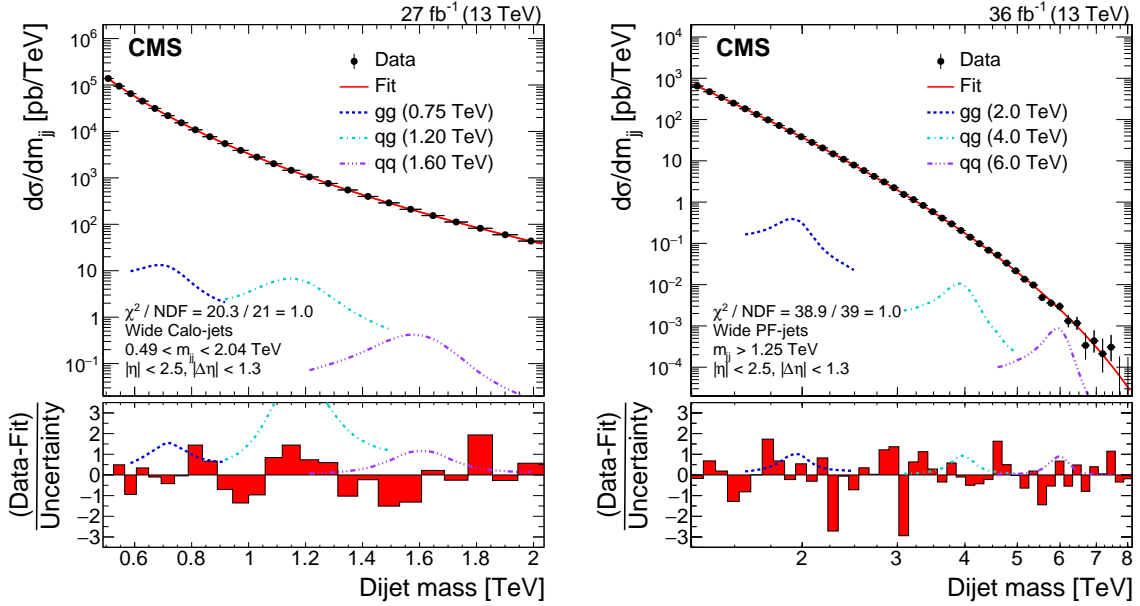 27 fb⁻¹ (13 TeV)
CMS
Data
Fit
gg (0.75 TeV)
qg (1.20 TeV)
qq (1.60 TeV)
dσ/dm_jj [pb/TeV]
10⁶
10⁵
10⁴
10³
10²
10
1
10⁻¹
χ² / NDF = 20.3 / 21 = 1.0
Wide Calo-jets
0.49 < m_jj < 2.04 TeV
|η| < 2.5, |Δη| < 1.3
(Data-Fit)
Uncertainty
3
2
1
0
−1
−2
−3
0.6 0.8 1 1.2 1.4 1.6 1.8 2
Dijet mass [TeV]
36 fb⁻¹ (13 TeV)
CMS
Data
Fit
gg (2.0 TeV)
qg (4.0 TeV)
qq (6.0 TeV)
dσ/dm_jj [pb/TeV]
10⁴
10³
10²
10
1
10⁻¹
10⁻²
10⁻³
10⁻⁴
χ² / NDF = 38.9 / 39 = 1.0
Wide PF-jets
m_jj > 1.25 TeV
|η| < 2.5, |Δη| < 1.3
(Data-Fit)
Uncertainty
3
2
1
0
−1
−2
−3
2 3 4 5 6 7 8
Dijet mass [TeV]